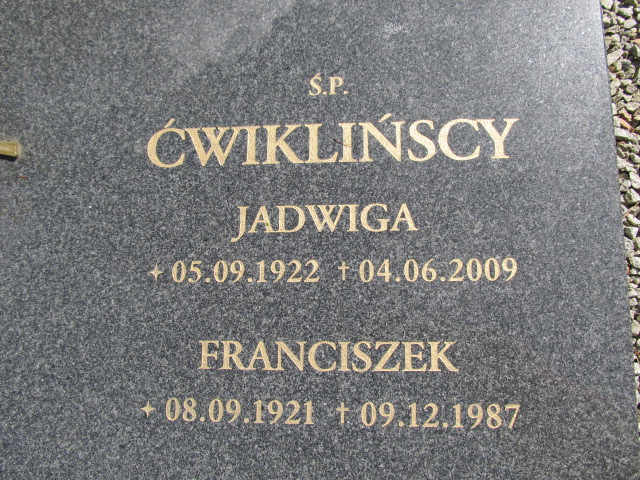 Ś.P.
ĆWIKLIŃSCY
JADWIGA
✦ 05.09.1922 † 04.06.2009
FRANCISZEK
✦ 08.09.1921 † 09.12.1987